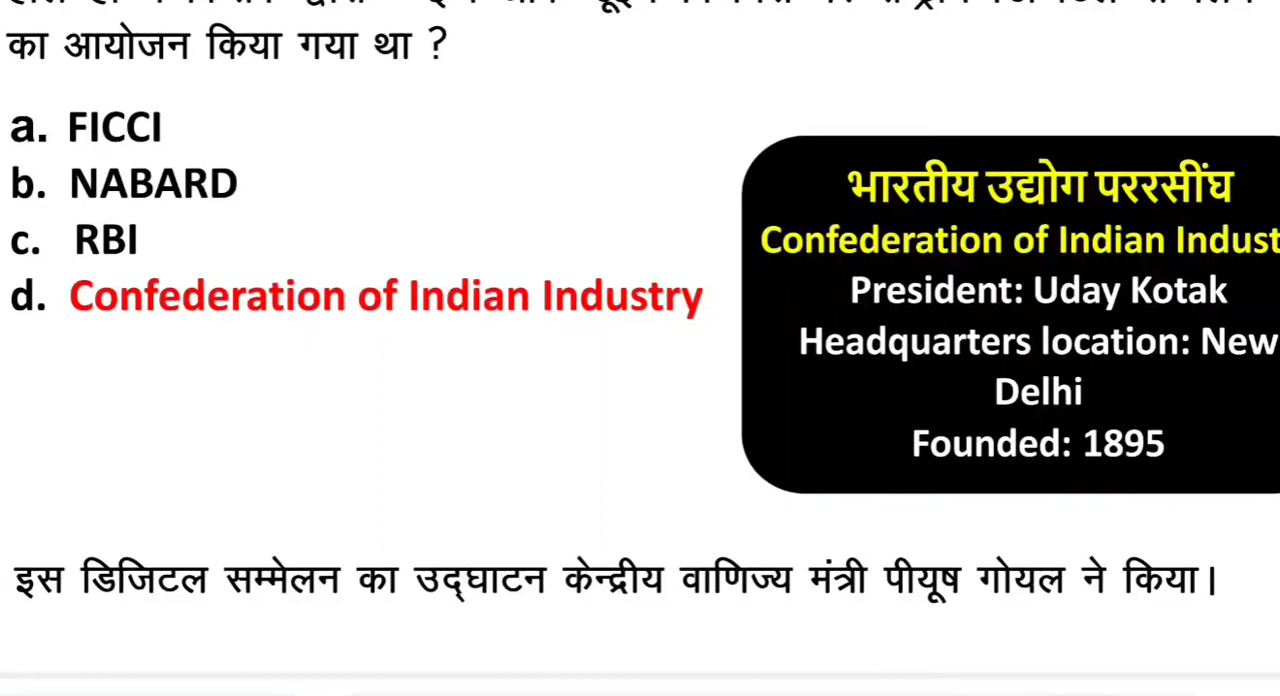 का आयोजन किया गया था ?
a. FICCI
b. NABARD
c. RBI
d. Confederation of Indian Industry
भारतीय उद्योग पररसींघ
Confederation of Indian Indust
President: Uday Kotak
Headquarters location: New
Delhi
Founded: 1895
इस डिजिटल सम्मेलन का उद्घाटन केन्द्रीय वाणिज्य मंत्री पीयूष गोयल ने किया।